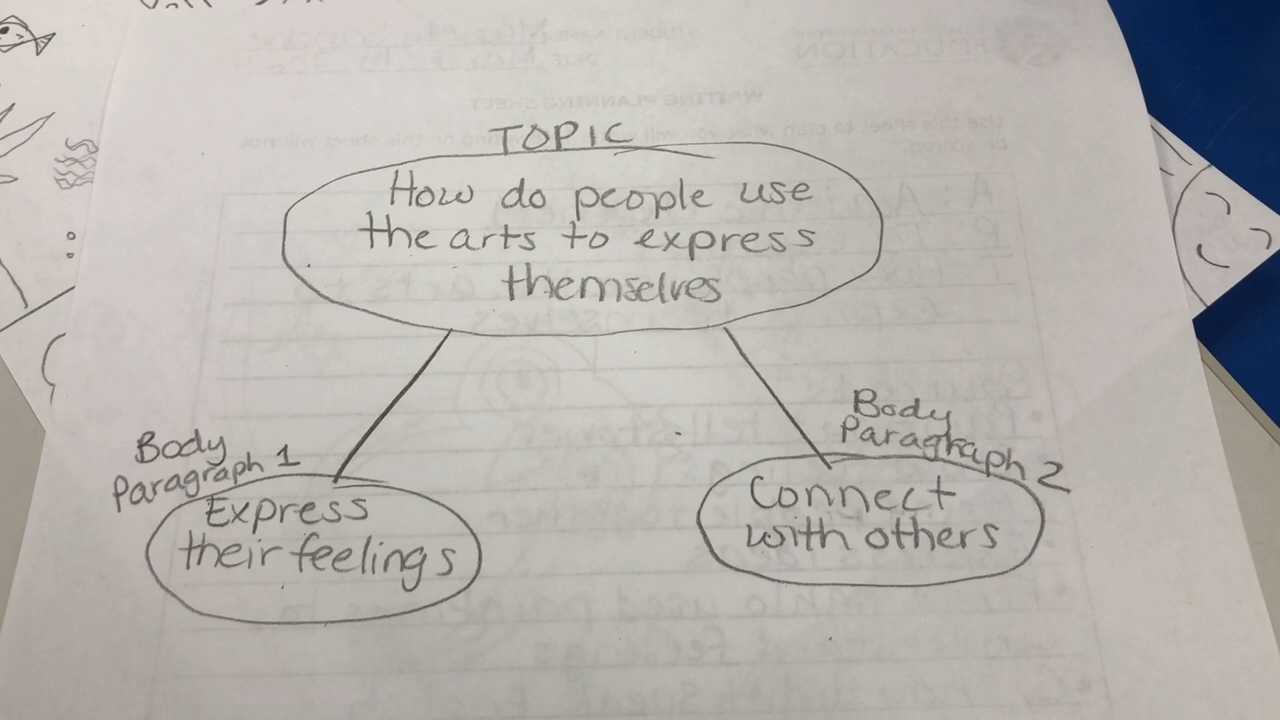 TOPIC
How do people use
the arts to express
themselves
Body
Paragraph 1
Express
their feelings
Body
Paragraph 2
Connect
with others